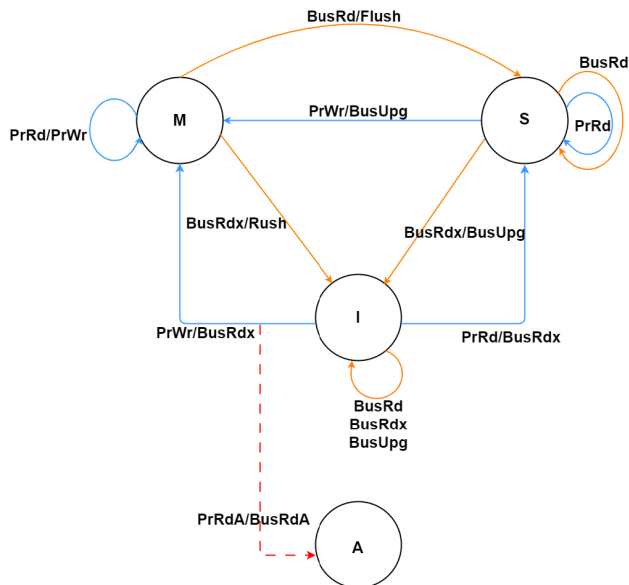 BusRd/Flush
BusRd
M
S
PrWr/BusUpg
PrRd/PrWr
PrRd
BusRdx/Rush
BusRdx/BusUpg
I
PrWr/BusRdx
PrRd/BusRdx
BusRd
BusRdx
BusUpg
PrRdA/BusRdA
A